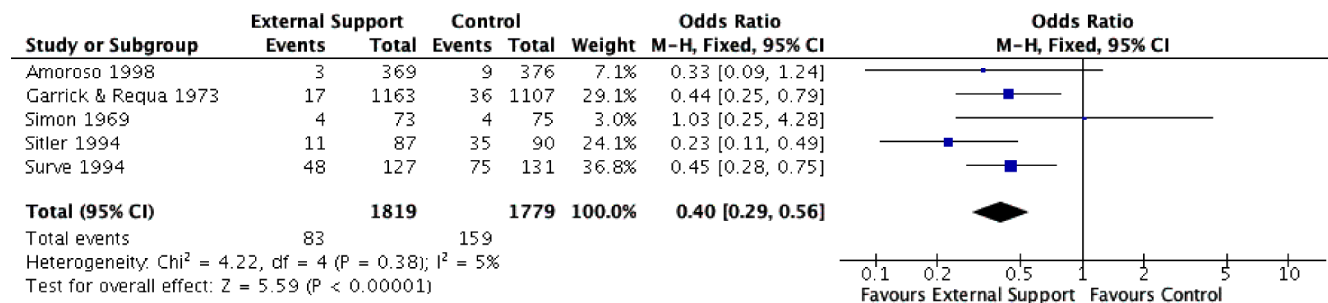 External Support Control Odds Ratio Odds Ratio
Study or Subgroup Events Total Events Total Weight M-H, Fixed, 95% CI M-H, Fixed, 95% CI
Amoroso 1998 3 369 9 376 7.1% 0.33 [0.09, 1.24]
Garrick & Requa 1973 17 1163 36 1107 29.1% 0.44 [0.25, 0.79]
Simon 1969 4 73 4 75 3.0% 1.03 [0.25, 4.28]
Sitler 1994 11 87 35 90 24.1% 0.23 [0.11, 0.49]
Surve 1994 48 127 75 131 36.8% 0.45 [0.28, 0.75]
Total (95% CI) 1819 1779 100.0% 0.40 [0.29, 0.56]
Total events 83 159
Heterogeneity: Chi² = 4.22, df = 4 (P = 0.38); I² = 5%
Test for overall effect: Z = 5.59 (P < 0.00001)
0.1 0.2 0.5 1 2 5 10
Favours External Support Favours Control